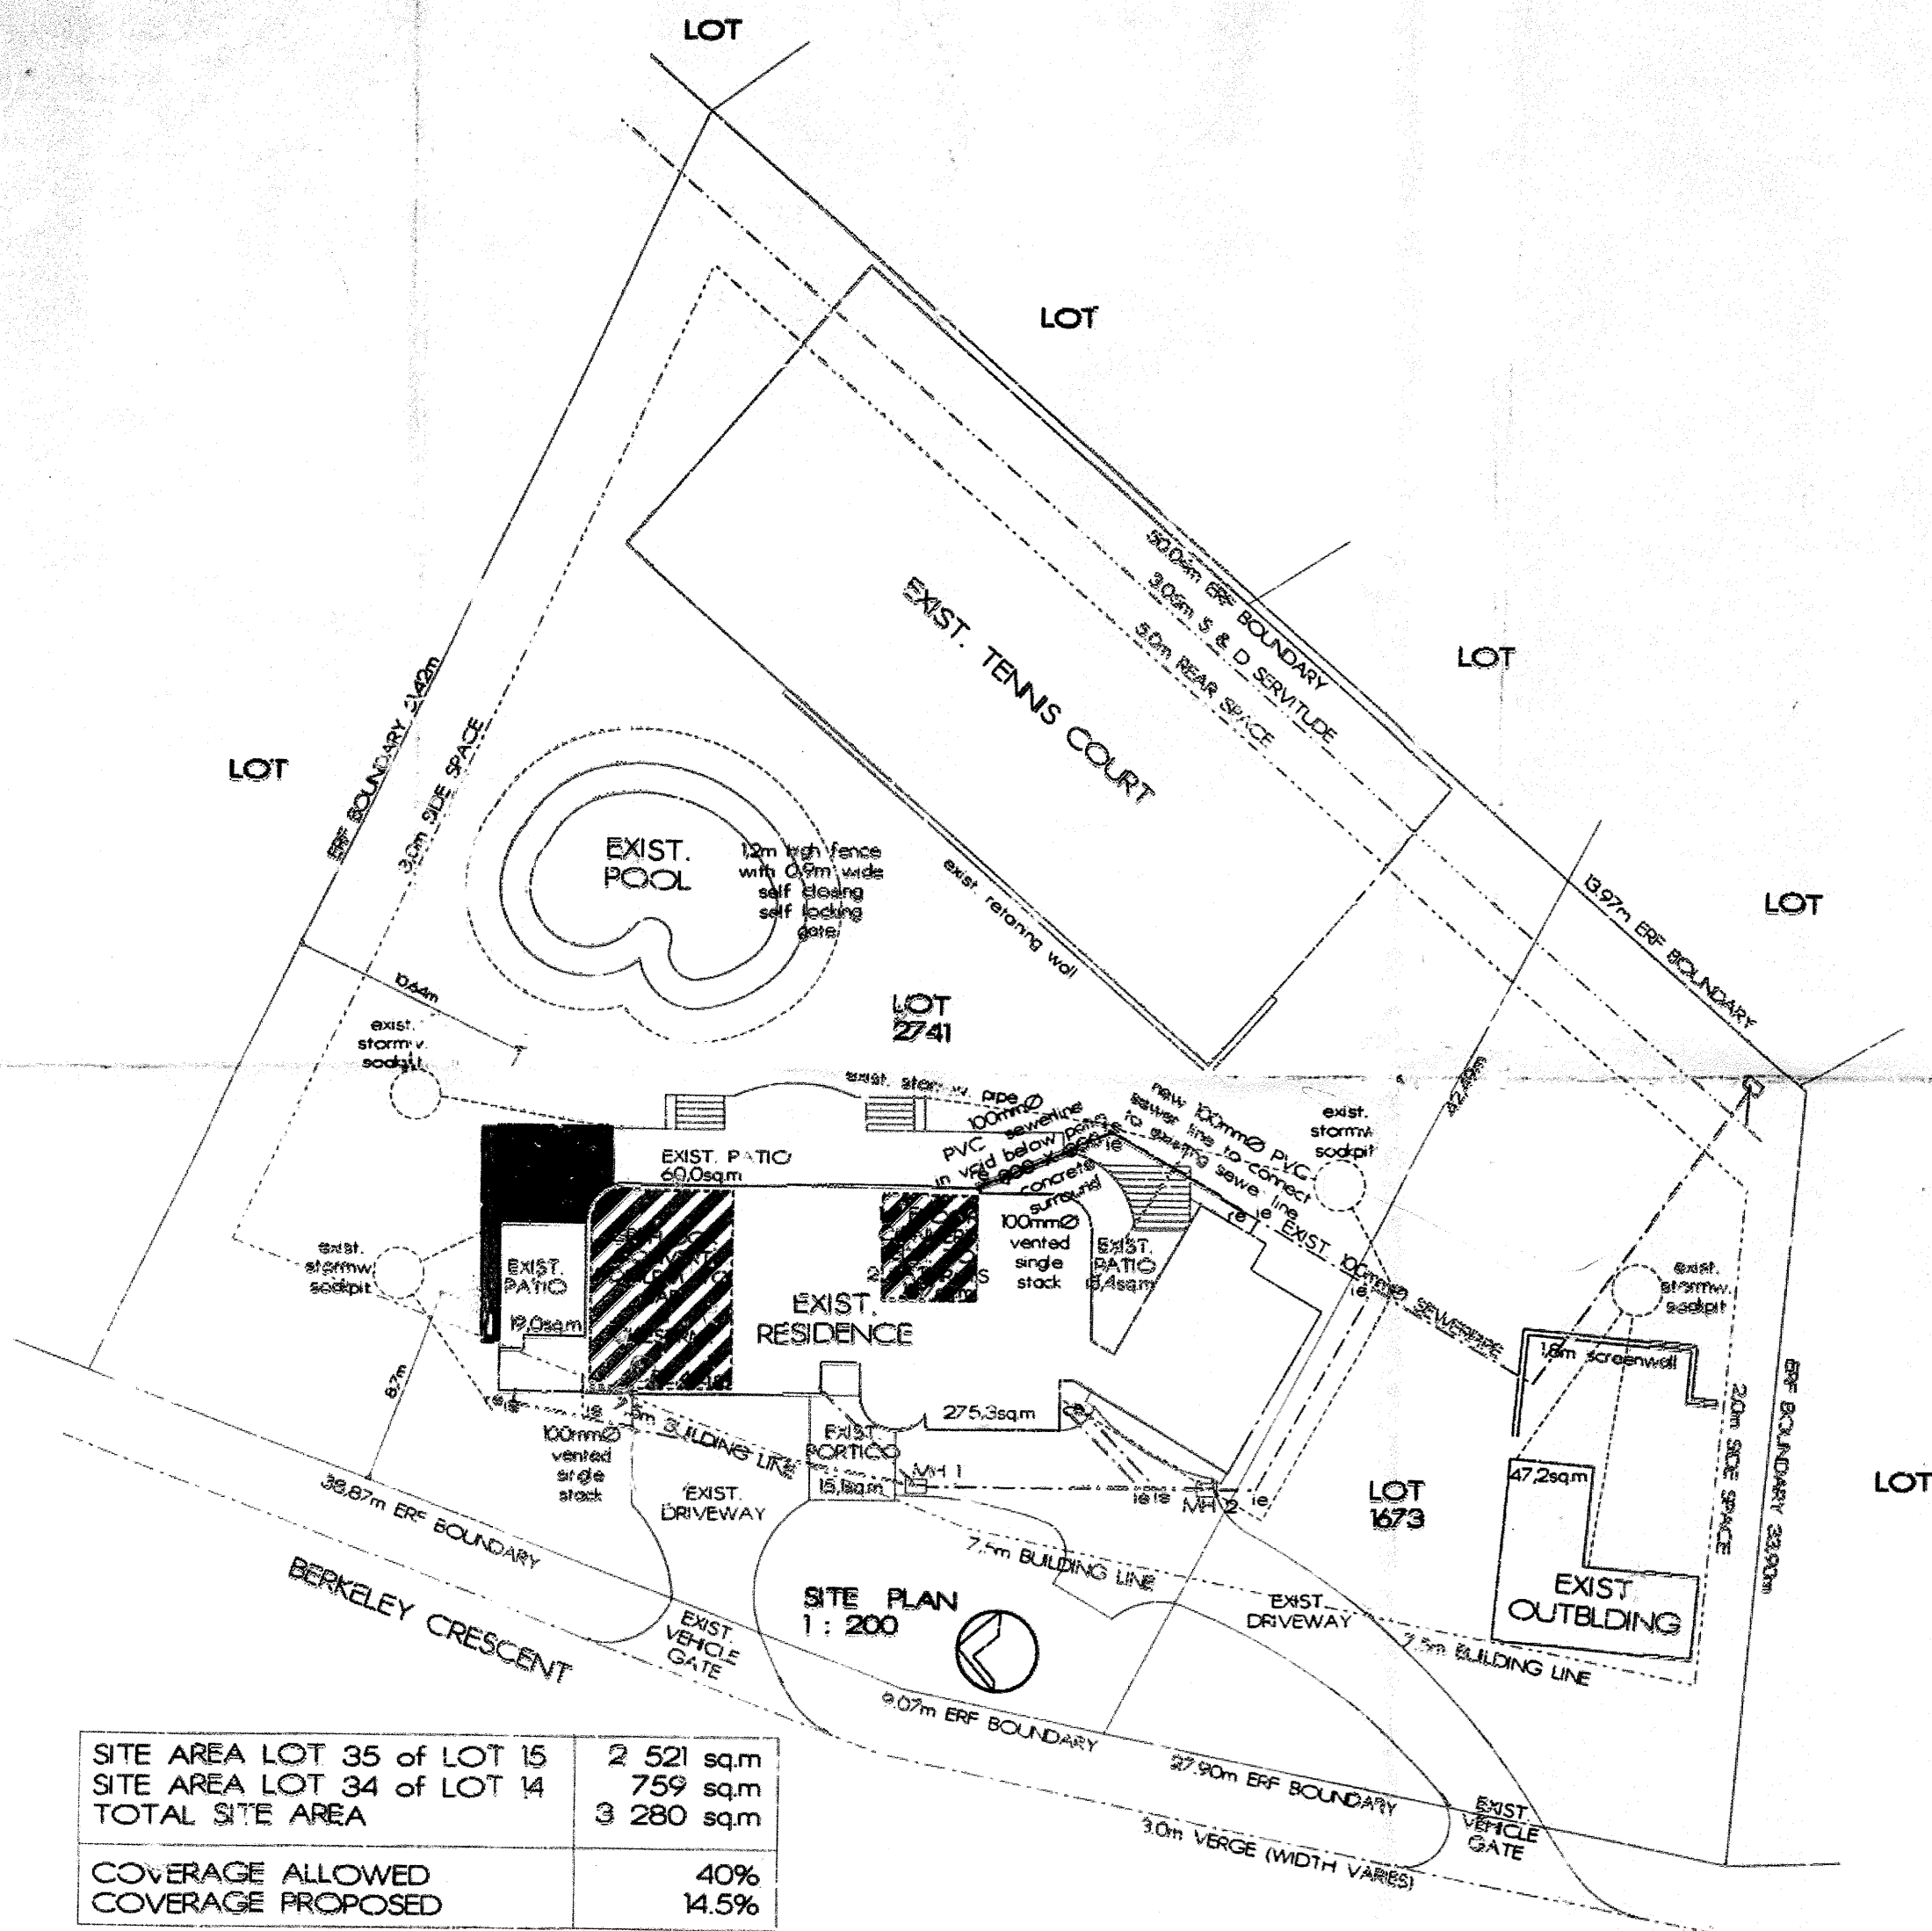 LOT
LOT
LOT
LOT
LOT
LOT
50.04m ERF BOUNDARY
3.05m S & D SERVITUDE
5.0m REAR SPACE
EXIST. TENNIS COURT
exist. retaining wall
13.97m ERF BOUNDARY
ERF BOUNDARY
3.0m SIDE SPACE
EXIST.
POOL
1.2m high fence
with 0.9m wide
self closing
self locking
gate
10.64m
LOT
2741
exist.
stormw.
soakpit
exist. stormw. pipe
100mmØ
PVC sewerline
in void below patio
concrete
surround
new 100mmØ PVC
sewer line to connect
to existing sewer line
exist.
stormw.
soakpit
EXIST. PATIO
60,0sq.m
100mmØ
vented
single
stack
EXIST.
PATIO
EXIST. 100mmØ SEWERPIPE
exist.
stormw.
soakpit
EXIST.
PATIO
19,0sq.m
EXIST.
RESIDENCE
exist.
stormw.
soakpit
1.8m screenwall
8.7m
7.5m BUILDING LINE
100mmØ
vented
single
stack
EXIST.
PORTICO
275,3sq.m
MH 1
MH 2
ie
EXIST.
DRIVEWAY
LOT
1673
47,2sq.m
EXIST
OUTBLDING
2.0m SIDE SPACE
ERF BOUNDARY 33.90m
38,87m ERF BOUNDARY
BERKELEY CRESCENT
EXIST.
VEHICLE
GATE
SITE PLAN
1 : 200
7.5m BUILDING LINE
EXIST.
DRIVEWAY
7.5m BUILDING LINE
9.07m ERF BOUNDARY
27.90m ERF BOUNDARY
3.0m VERGE (WIDTH VARIES)
EXIST.
VEHICLE
GATE
SITE AREA LOT 35 of LOT 15 2 521 sq.m
SITE AREA LOT 34 of LOT 14 759 sq.m
TOTAL SITE AREA 3 280 sq.m
COVERAGE ALLOWED 40%
COVERAGE PROPOSED 14.5%